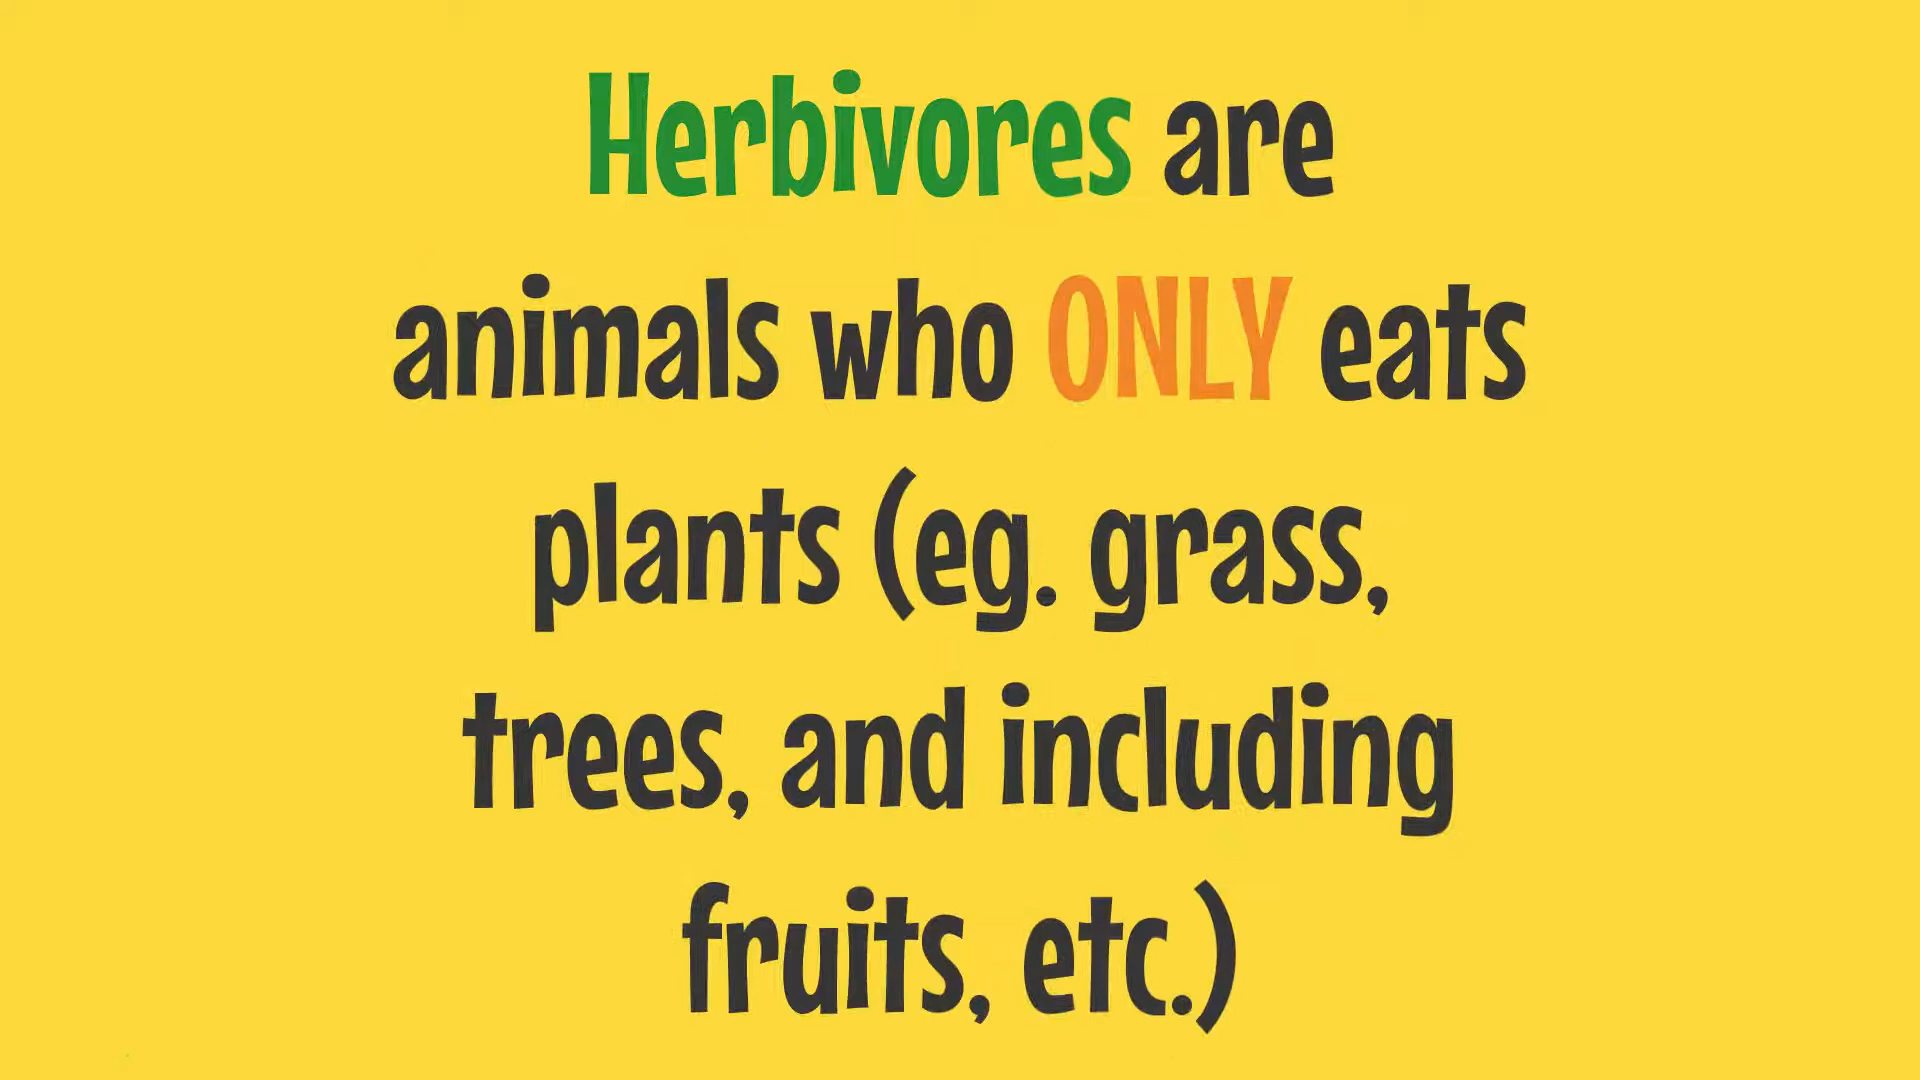 Herbivores are
animals who ONLY eats
plants (eg. grass,
trees, and including
fruits, etc.)